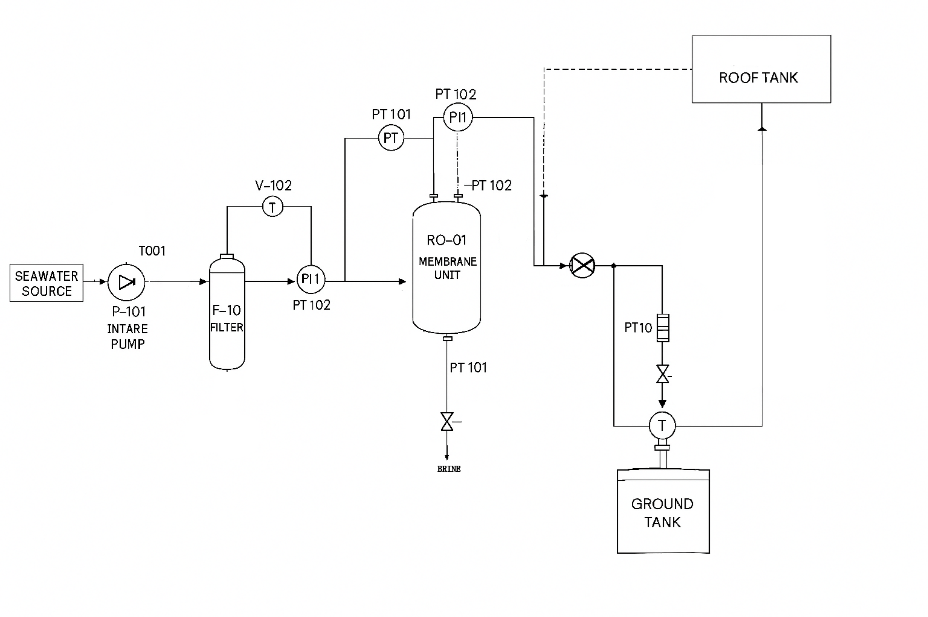 ROOF TANK
PT 102
PI1
PT 101
PT
V-102
T
-PT 102
RO-01
MEMBRANE
UNIT
T001
SEAWATER
SOURCE
P-101
INTARE
PUMP
F-10
FILTER
PI1
PT 102
PT10
PT 101
T
BRINE
GROUND
TANK